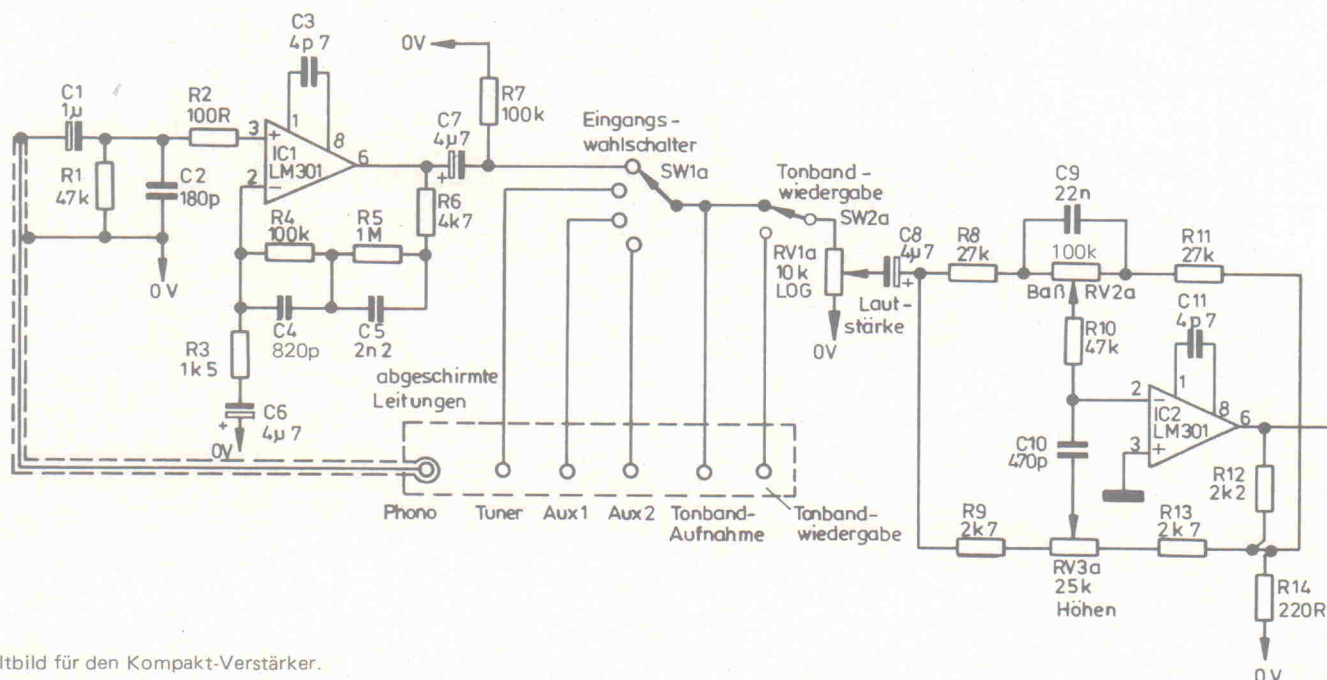 C3
4p7
0V
C1
1µ
R2
100R
3
+
1
8
IC1
LM301
6
2
−
R1
47k
C2
180p
0V
C7
4µ7
+
R7
100k
R6
4k7
R4
100k
R5
1M
C4
820p
C5
2n2
R3
1k5
+
C6
4µ7
0V
Eingangs-
wahlschalter
SW1a
Tonband-
wiedergabe
SW2a
RV1a
10k
LOG
0V
C8
4µ7
+
Laut-
stärke
R8
27k
C9
22n
100k
Baß RV2a
R11
27k
R10
47k
C11
4p7
2
−
1
8
IC2
LM301
6
3
+
C10
470p
R12
2k2
R9
2k7
R13
2k7
RV3a
25k
Höhen
R14
220R
0V
abgeschirmte
Leitungen
Phono
Tuner
Aux1
Aux2
Tonband-
Aufnahme
Tonband-
wiedergabe
ltbild für den Kompakt-Verstärker.